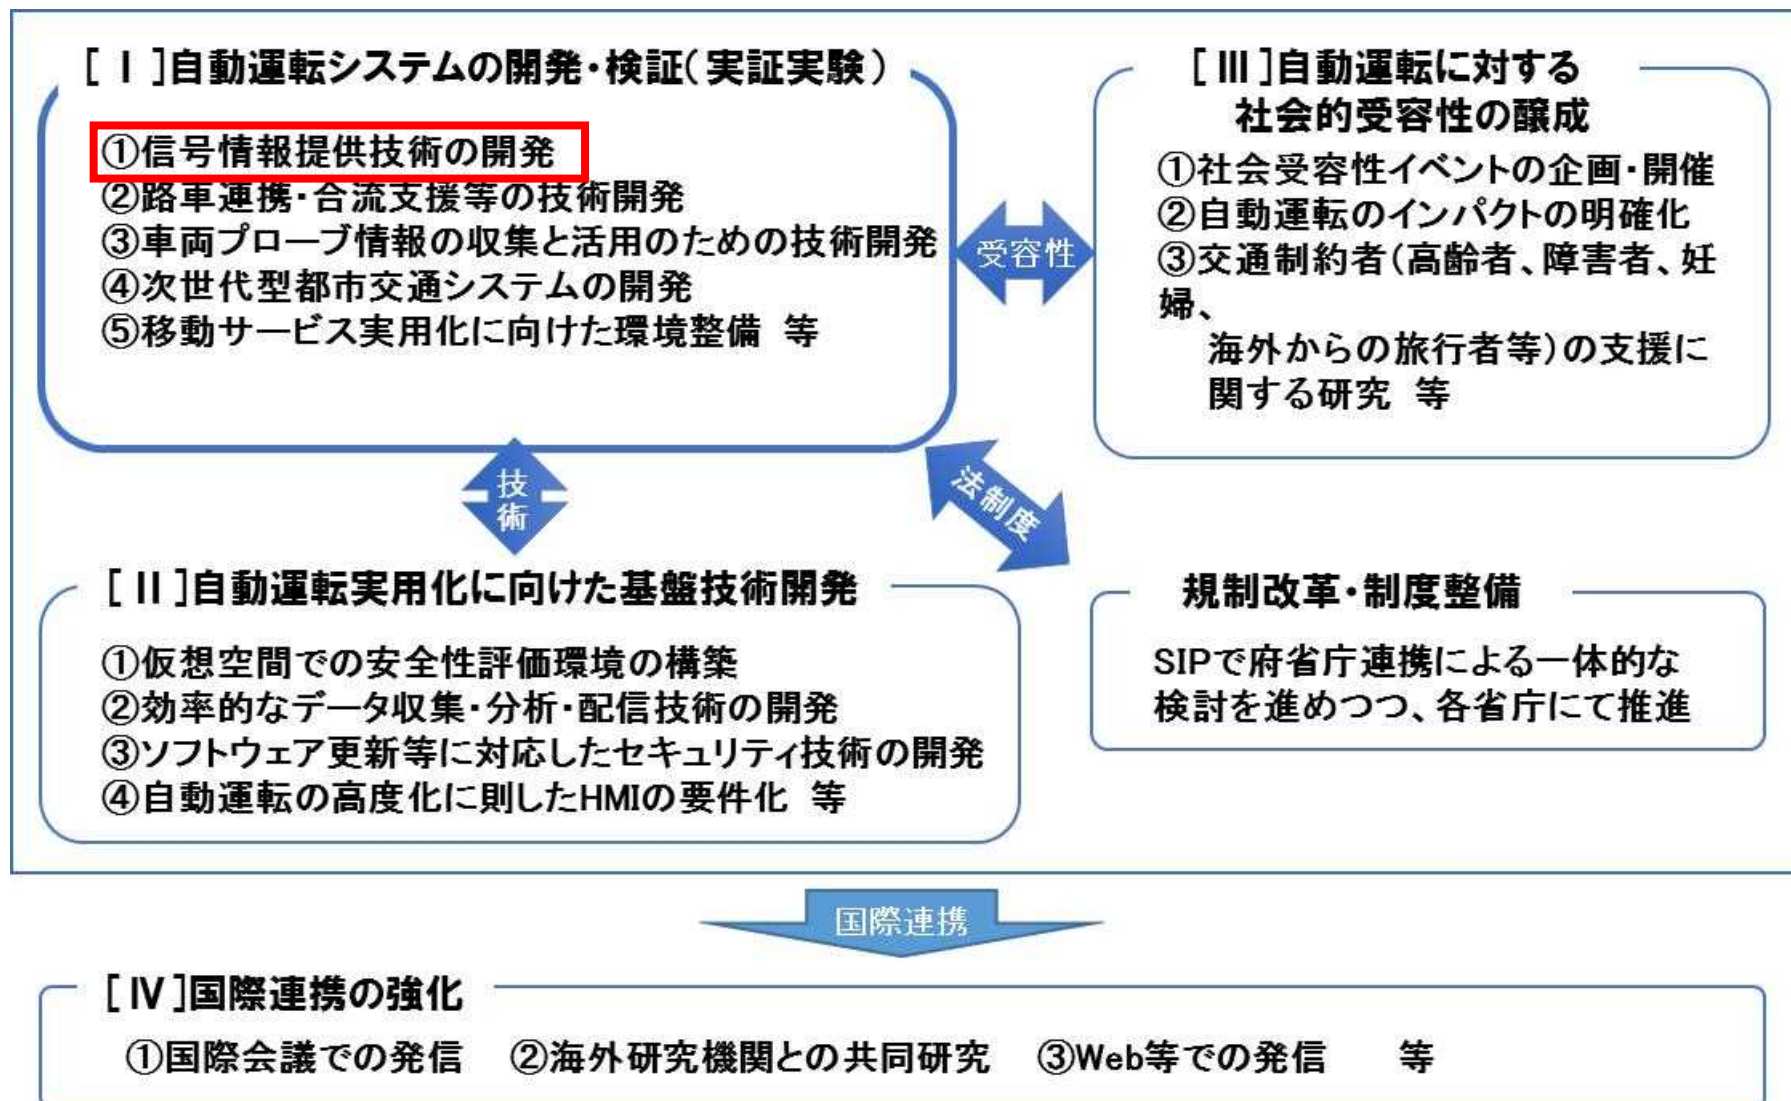 [Ⅰ]自動運転システムの開発・検証(実証実験)
①信号情報提供技術の開発
②路車連携・合流支援等の技術開発
③車両プローブ情報の収集と活用のための技術開発
④次世代型都市交通システムの開発
⑤移動サービス実用化に向けた環境整備 等
受容性
[Ⅲ]自動運転に対する
社会的受容性の醸成
①社会受容性イベントの企画・開催
②自動運転のインパクトの明確化
③交通制約者(高齢者、障害者、妊
婦、
海外からの旅行者等)の支援に
関する研究 等
技
術
法制度
[Ⅱ]自動運転実用化に向けた基盤技術開発
①仮想空間での安全性評価環境の構築
②効率的なデータ収集・分析・配信技術の開発
③ソフトウェア更新等に対応したセキュリティ技術の開発
④自動運転の高度化に則したHMIの要件化 等
規制改革・制度整備
SIPで府省庁連携による一体的な
検討を進めつつ、各省庁にて推進
国際連携
[Ⅳ]国際連携の強化
①国際会議での発信 ②海外研究機関との共同研究 ③Web等での発信 等